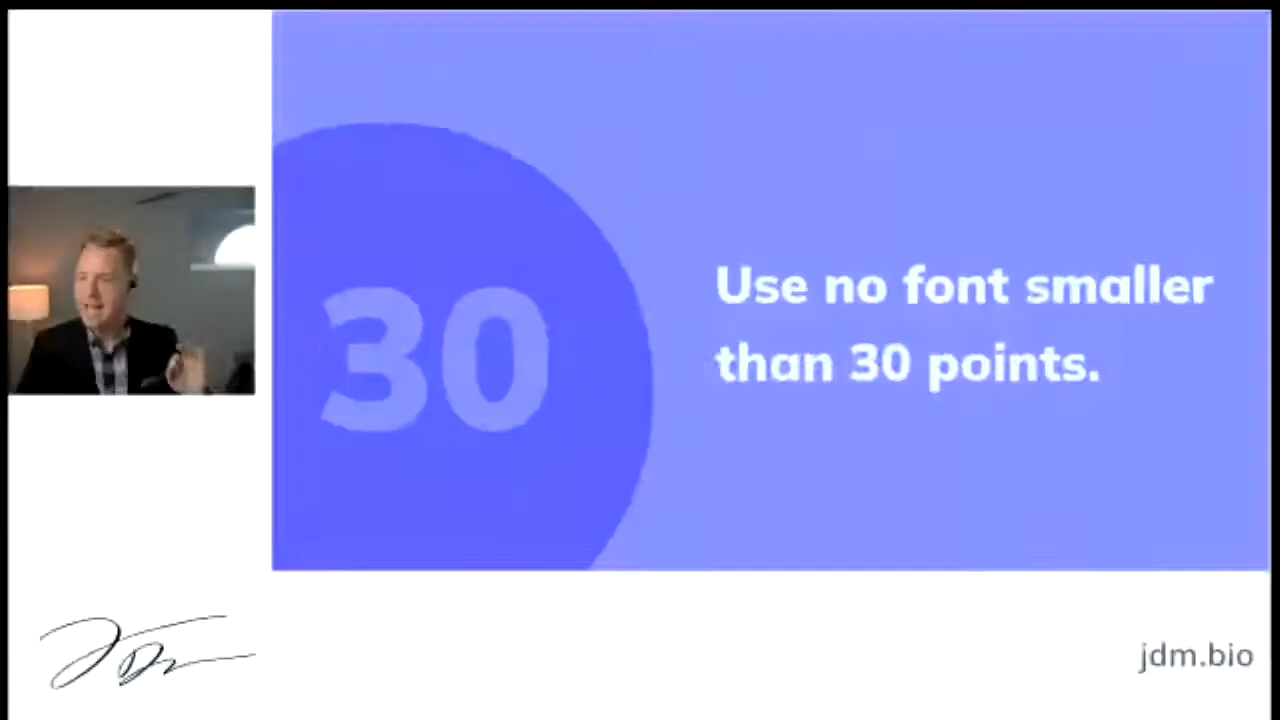 30
Use no font smaller
than 30 points.
jdm.bio